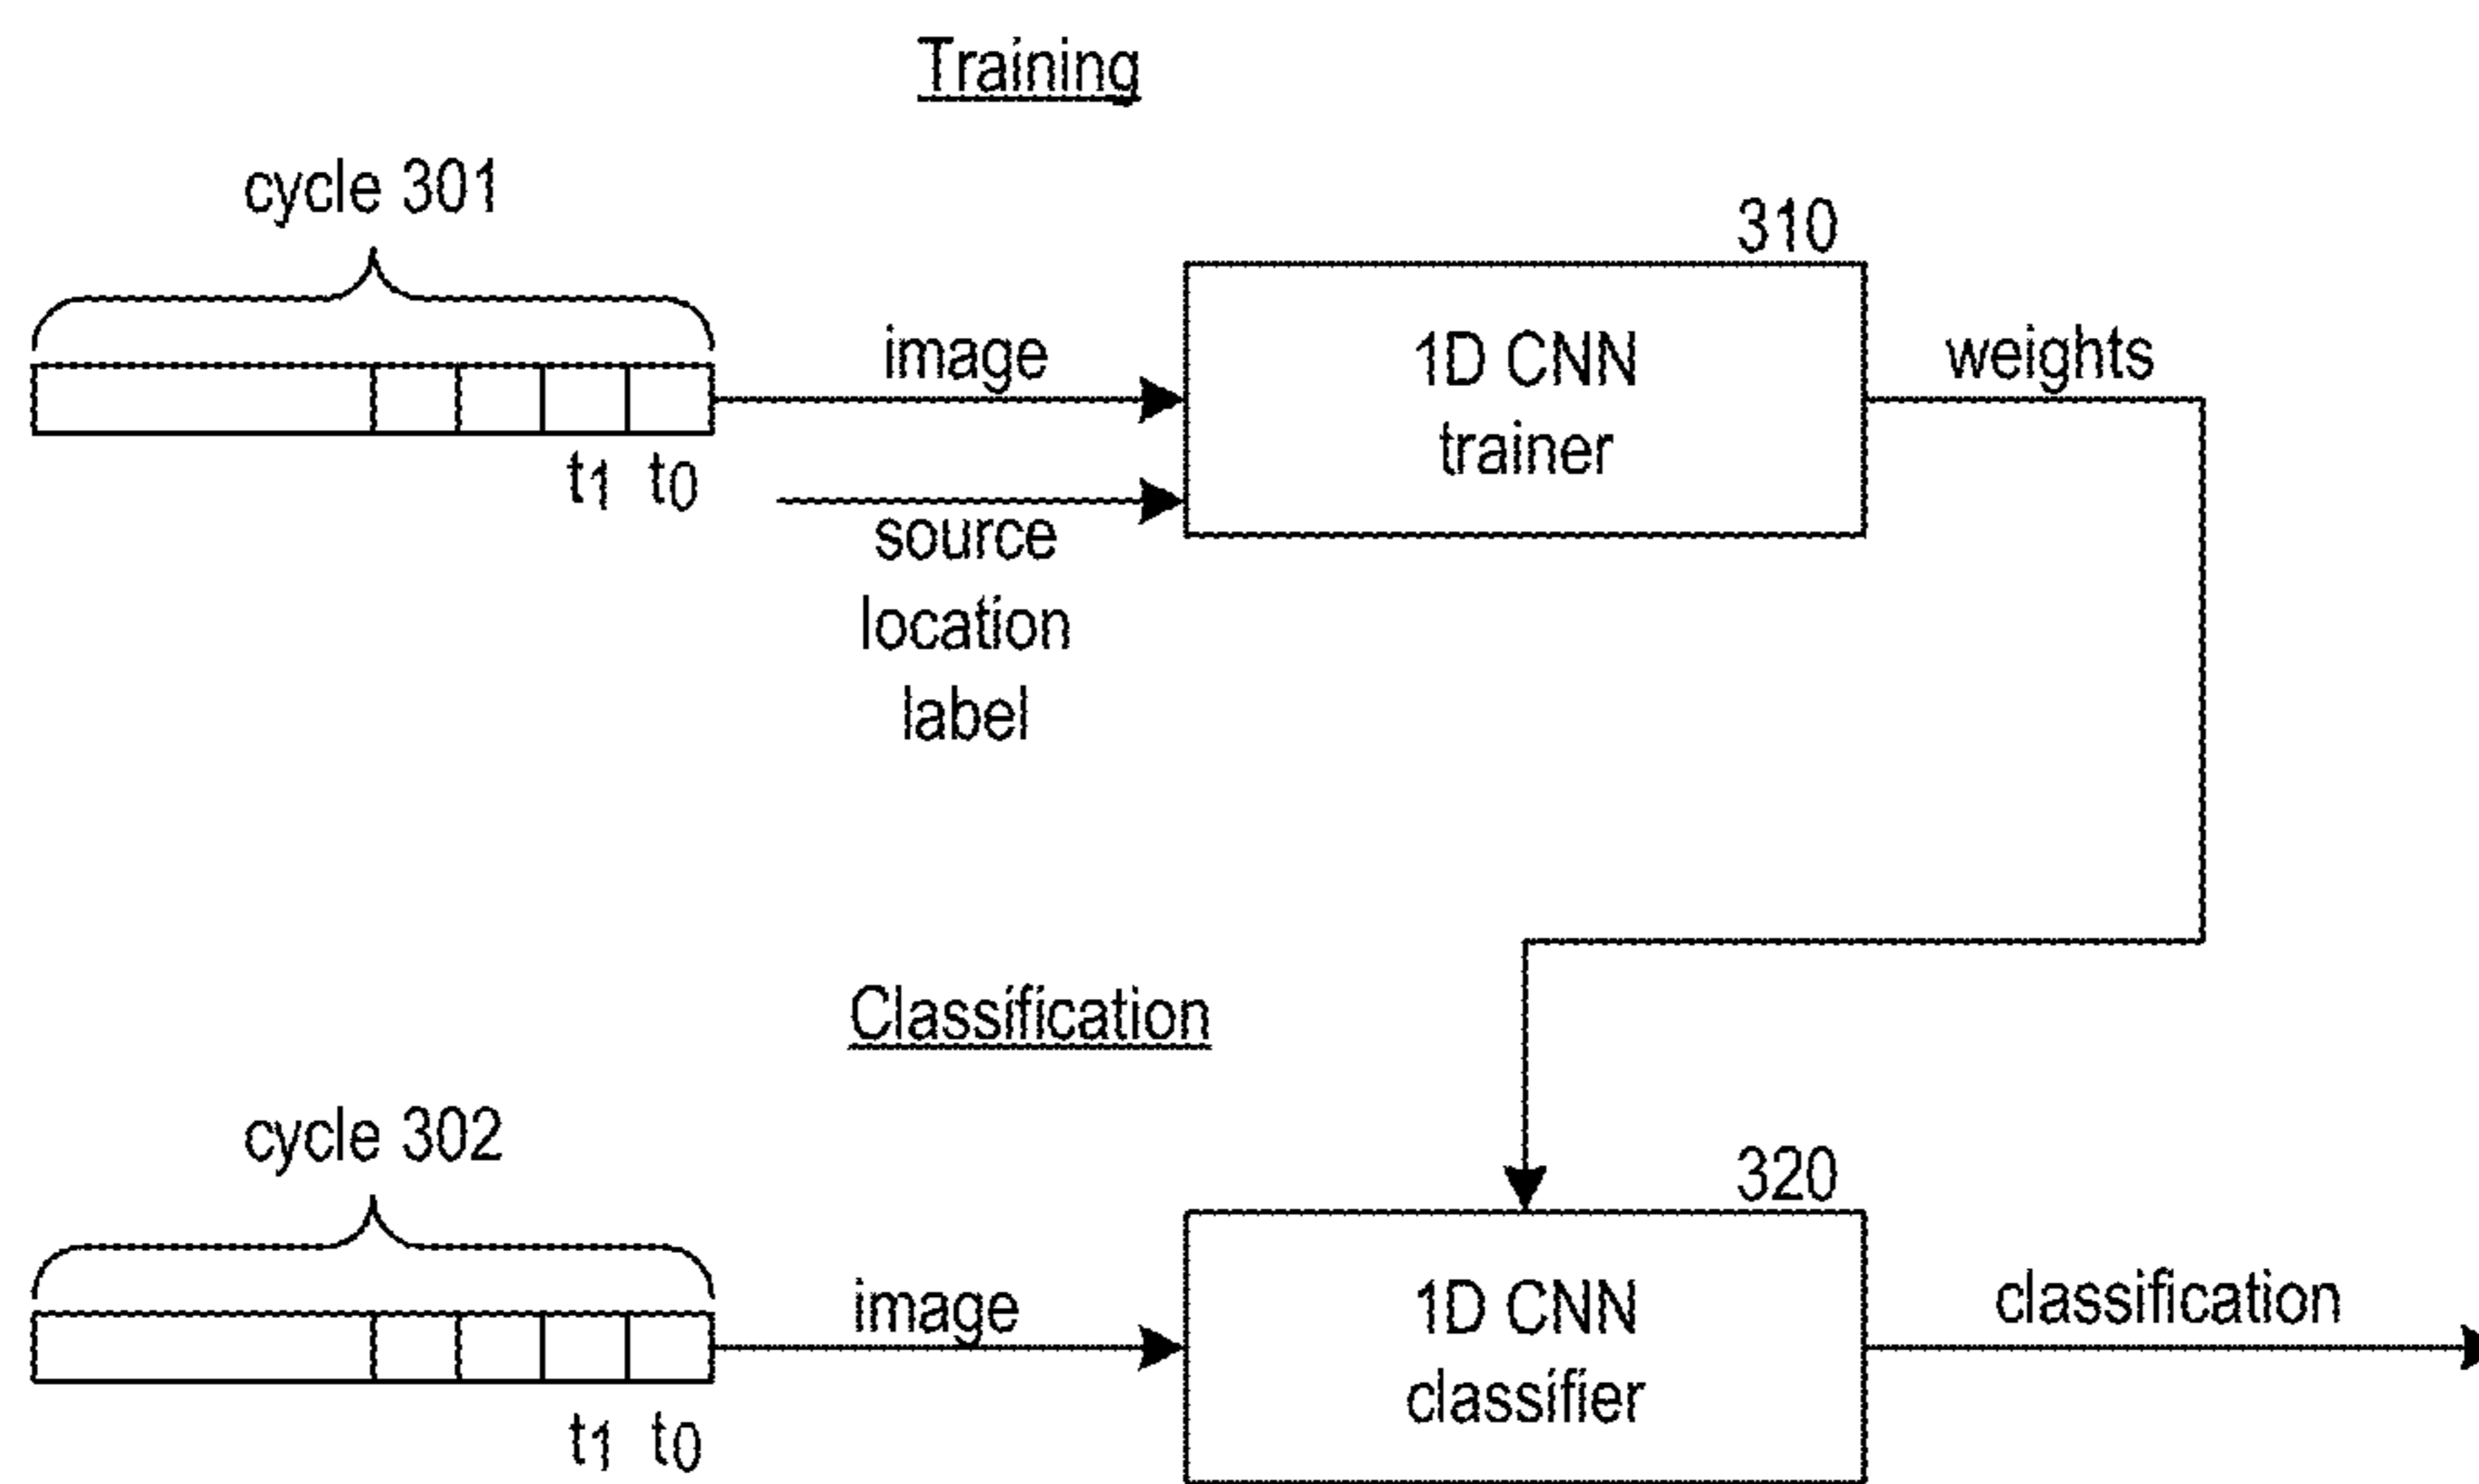 Training
cycle 301
310
image
1D CNN
weights
trainer
t1 t0
source
location
label
Classification
cycle 302
320
image
1D CNN
classification
classifier
t1 t0